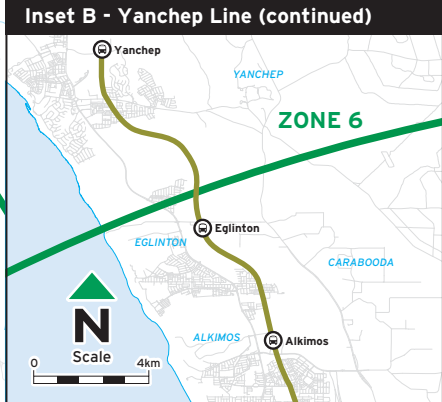 Inset B - Yanchep Line (continued)
Yanchep
YANCHEP
ZONE 6
Eglinton
EGLINTON
CARABOODA
N
Scale
0 4km
ALKIMOS
Alkimos